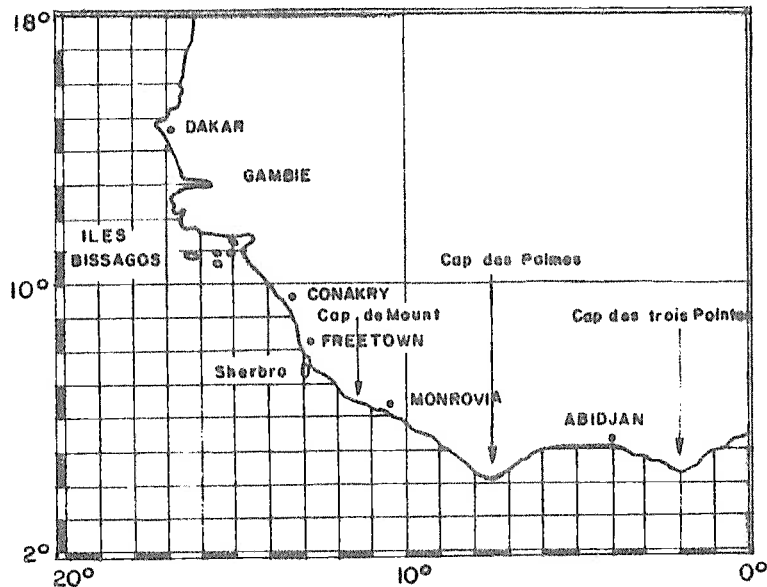 18°
DAKAR
GAMBIE
ILES
BISSAGOS
Cap des Palmes
10°
CONAKRY
Cap de Mount
Cap des trois Pointe
FREETOWN
Sherbro
MONROVIA
ABIDJAN
2°
20°
10°
0°